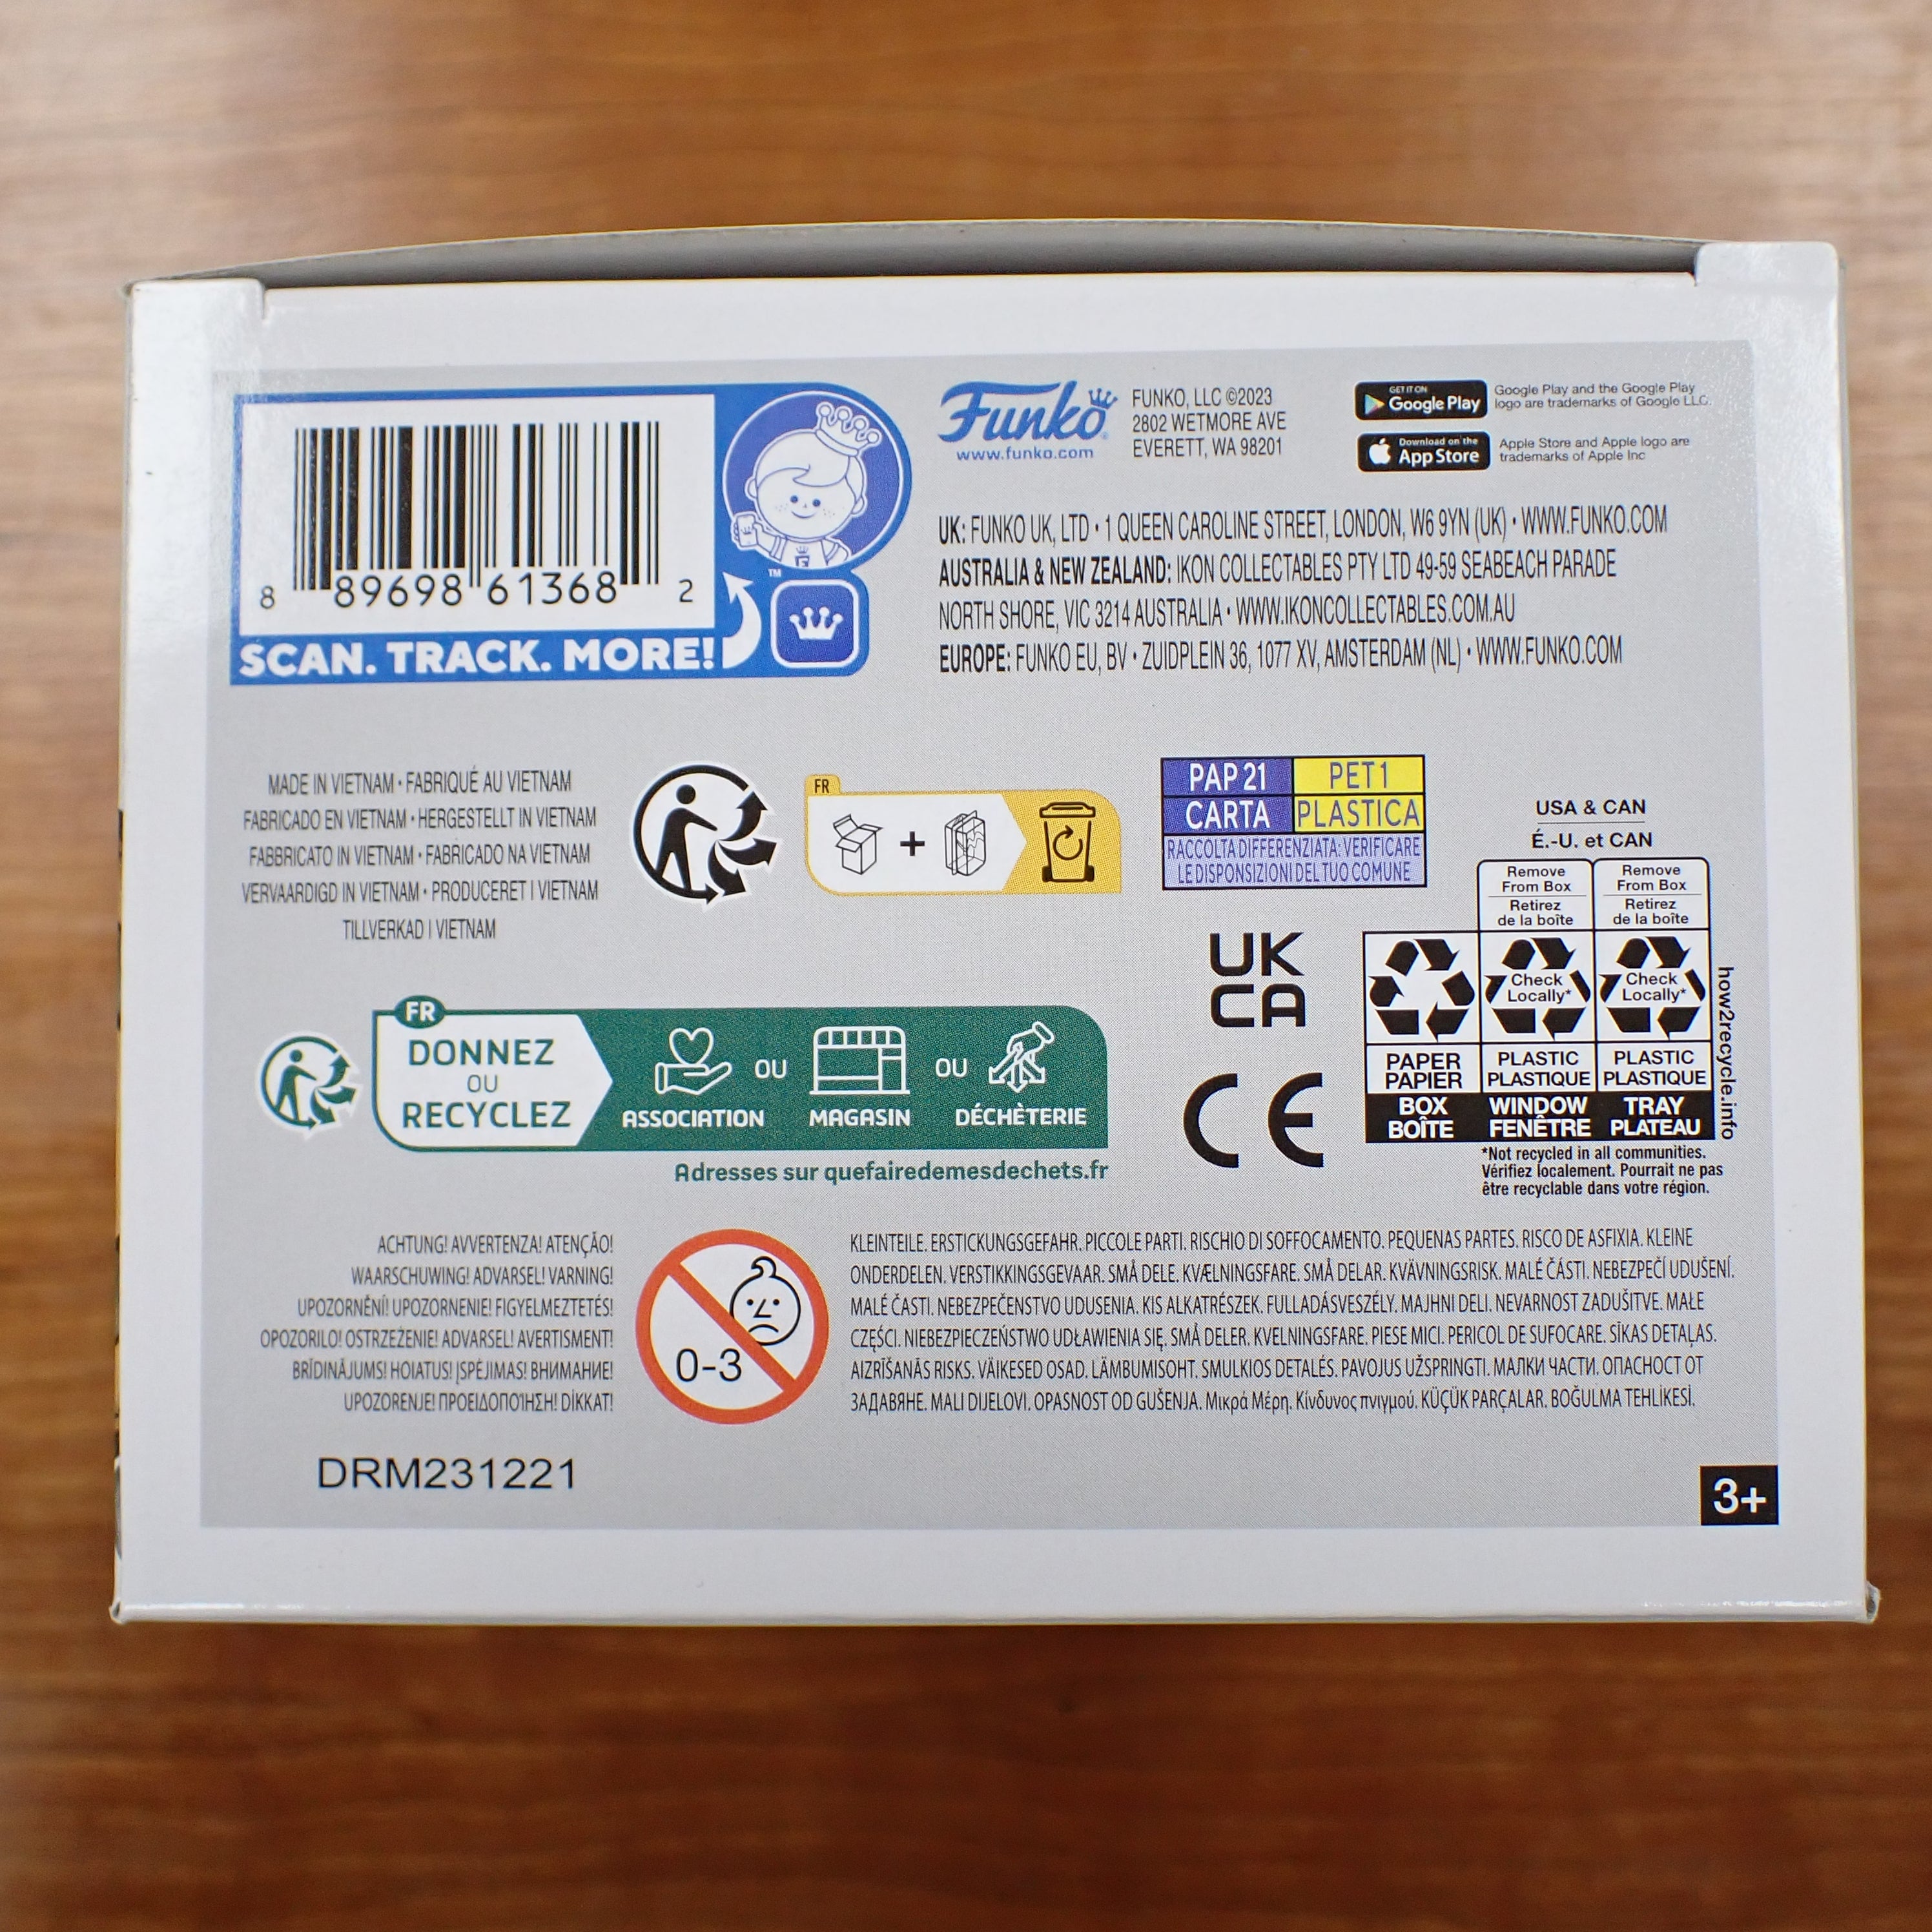 8 89698 61368 2
SCAN. TRACK. MORE!
™
Funko
www.funko.com
FUNKO, LLC ©2023
2802 WETMORE AVE
EVERETT, WA 98201
GET IT ON
Google Play
Google Play and the Google Play
logo are trademarks of Google LLC.
Download on the
App Store
Apple Store and Apple logo are
trademarks of Apple Inc
UK: FUNKO UK, LTD • 1 QUEEN CAROLINE STREET, LONDON, W6 9YN (UK) • WWW.FUNKO.COM
AUSTRALIA & NEW ZEALAND: IKON COLLECTABLES PTY LTD 49-59 SEABEACH PARADE
NORTH SHORE, VIC 3214 AUSTRALIA • WWW.IKONCOLLECTABLES.COM.AU
EUROPE: FUNKO EU, BV • ZUIDPLEIN 36, 1077 XV, AMSTERDAM (NL) • WWW.FUNKO.COM
MADE IN VIETNAM • FABRIQUÉ AU VIETNAM
FABRICADO EN VIETNAM • HERGESTELLT IN VIETNAM
FABBRICATO IN VIETNAM • FABRICADO NA VIETNAM
VERVAARDIGD IN VIETNAM • PRODUCERET I VIETNAM
TILLVERKAD I VIETNAM
FR
+
PAP 21 PET 1
CARTA PLASTICA
RACCOLTA DIFFERENZIATA: VERIFICARE
LE DISPONSIZIONI DEL TUO COMUNE
USA & CAN
É.-U. et CAN
Remove
From Box
Retirez
de la boîte
Remove
From Box
Retirez
de la boîte
Check
Locally*
Check
Locally*
PAPER
PAPIER
PLASTIC
PLASTIQUE
PLASTIC
PLASTIQUE
BOX
BOÎTE
WINDOW
FENÊTRE
TRAY
PLATEAU
how2recycle.info
*Not recycled in all communities.
Vérifiez localement. Pourrait ne pas
être recyclable dans votre région.
UK
CA
CE
FR
DONNEZ
OU
RECYCLEZ
ASSOCIATION
OU
MAGASIN
OU
DÉCHÈTERIE
Adresses sur quefairedemesdechets.fr
ACHTUNG! AVVERTENZA! ATENÇÃO!
WAARSCHUWING! ADVARSEL! VARNING!
UPOZORNĚNÍ! UPOZORNENIE! FIGYELMEZTETÉS!
OPOZORILO! OSTRZEŻENIE! ADVARSEL! AVERTISMENT!
BRĪDINĀJUMS! HOIATUS! ĮSPĖJIMAS! ВНИМАНИЕ!
UPOZORENJE! ΠΡΟΕΙΔΟΠΟΊΗΣΗ! DİKKAT!
0-3
KLEINTEILE. ERSTICKUNGSGEFAHR. PICCOLE PARTI. RISCHIO DI SOFFOCAMENTO. PEQUENAS PARTES. RISCO DE ASFIXIA. KLEINE
ONDERDELEN. VERSTIKKINGSGEVAAR. SMÅ DELE. KVÆLNINGSFARE. SMÅ DELAR. KVÄVNINGSRISK. MALÉ ČÁSTI. NEBEZPEČÍ UDUŠENÍ.
MALÉ ČASTI. NEBEZPEČENSTVO UDUSENIA. KIS ALKATRÉSZEK. FULLADÁSVESZÉLY. MAJHNI DELI. NEVARNOST ZADUŠITVE. MAŁE
CZĘŚCI. NIEBEZPIECZEŃSTWO UDŁAWIENIA SIĘ. SMÅ DELER. KVELNINGSFARE. PIESE MICI. PERICOL DE SUFOCARE. SĪKAS DETAĻAS.
AIZRĪŠANĀS RISKS. VÄIKESED OSAD. LÄMBUMISOHT. SMULKIOS DETALĖS. PAVOJUS UŽSPRINGTI. МАЛКИ ЧАСТИ. ОПАСНОСТ ОТ
ЗАДАВЯНЕ. MALI DIJELOVI. OPASNOST OD GUŠENJA. Μικρά Μέρη. Κίνδυνος πνιγμού. KÜÇÜK PARÇALAR. BOĞULMA TEHLİKESİ.
DRM231221
3+